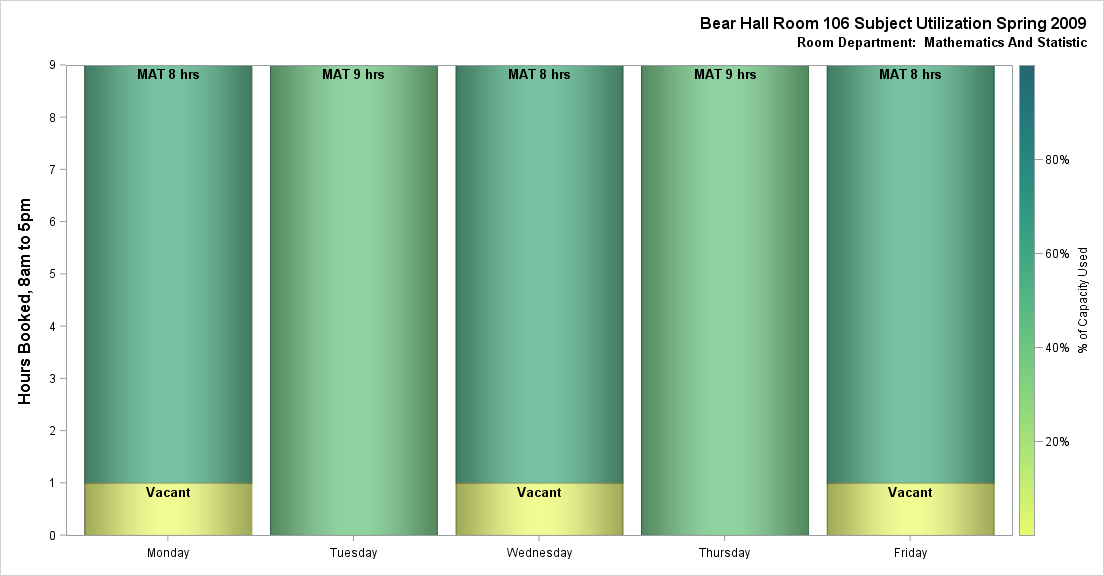 Bear Hall Room 106 Subject Utilization Spring 2009
Room Department: Mathematics And Statistic
Hours Booked, 8am to 5pm
9
8
7
6
5
4
3
2
1
0
MAT 8 hrs
MAT 9 hrs
MAT 8 hrs
MAT 9 hrs
MAT 8 hrs
Vacant
Vacant
Vacant
Monday
Tuesday
Wednesday
Thursday
Friday
80%
60%
40%
20%
% of Capacity Used